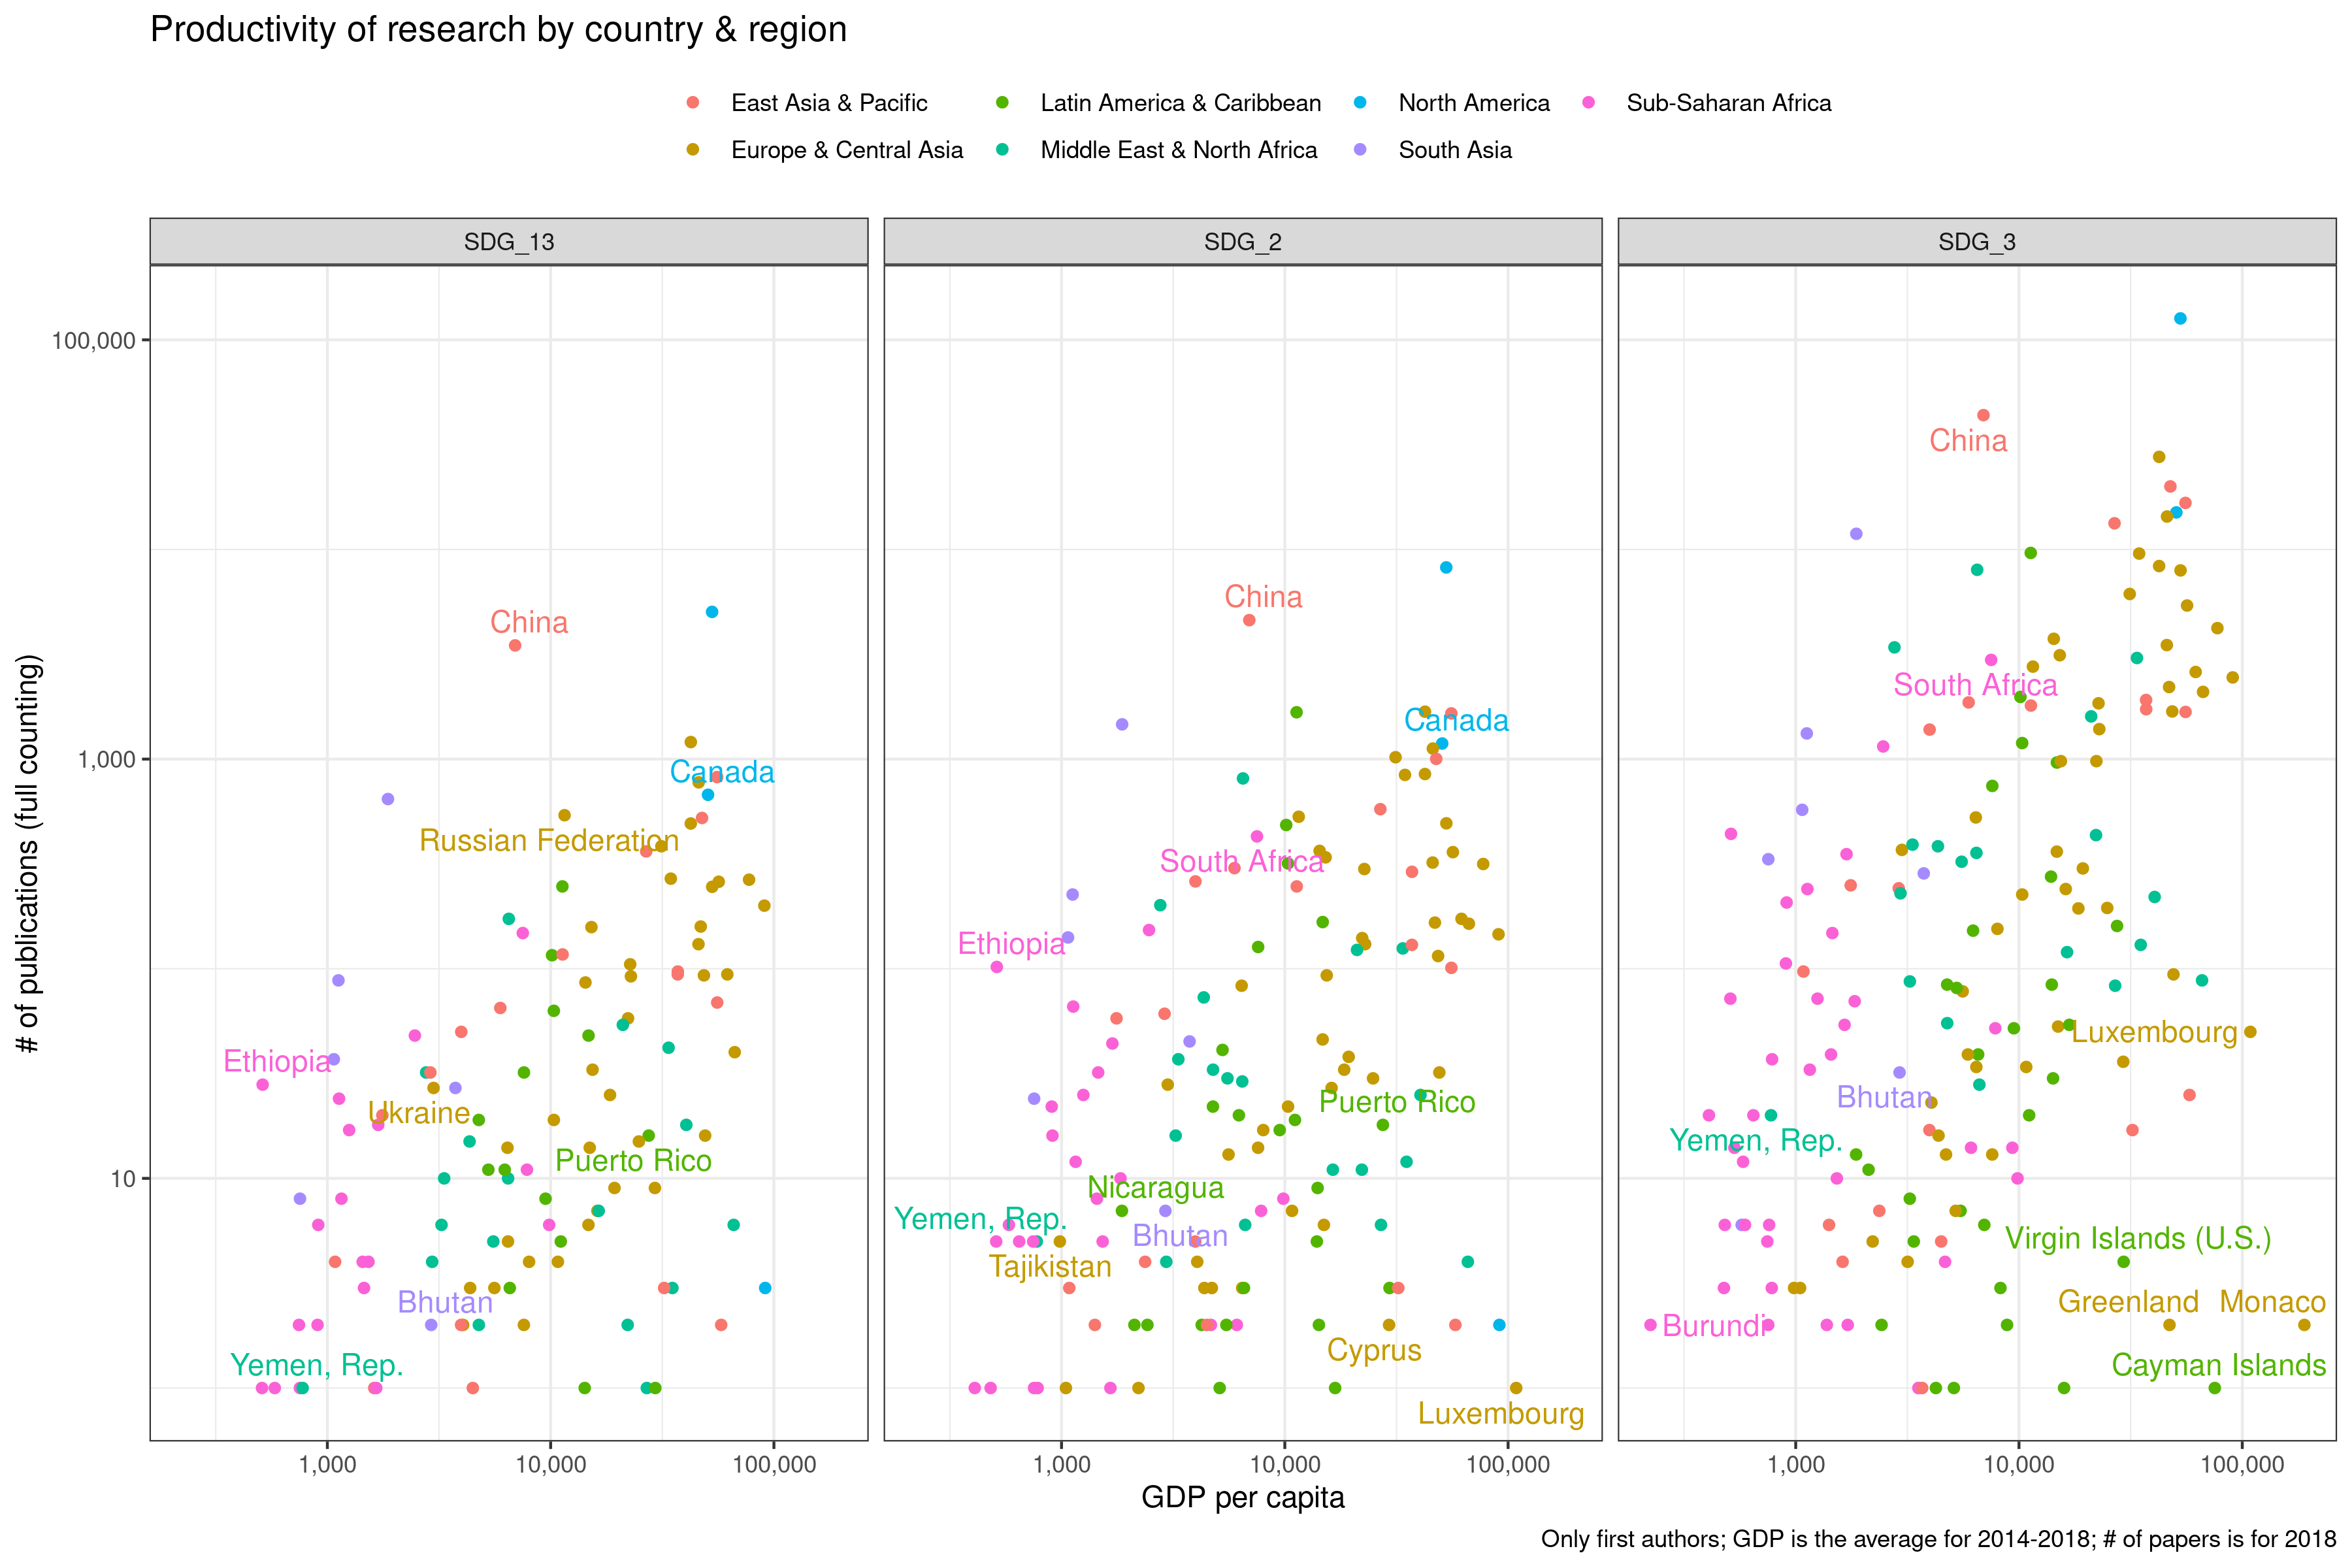 Productivity of research by country & region
East Asia & Pacific
Latin America & Caribbean
North America
Sub-Saharan Africa
Europe & Central Asia
Middle East & North Africa
South Asia
SDG_13
SDG_2
SDG_3
# of publications (full counting)
100,000
1,000
10
China
Canada
Russian Federation
Ethiopia
Ukraine
Puerto Rico
Bhutan
Yemen, Rep.
1,000
10,000
100,000
China
Canada
South Africa
Ethiopia
Puerto Rico
Nicaragua
Yemen, Rep.
Bhutan
Tajikistan
Cyprus
Luxembourg
1,000
10,000
100,000
China
South Africa
Luxembourg
Bhutan
Yemen, Rep.
Virgin Islands (U.S.)
Greenland
Monaco
Burundi
Cayman Islands
1,000
10,000
100,000
GDP per capita
Only first authors; GDP is the average for 2014-2018; # of papers is for 2018